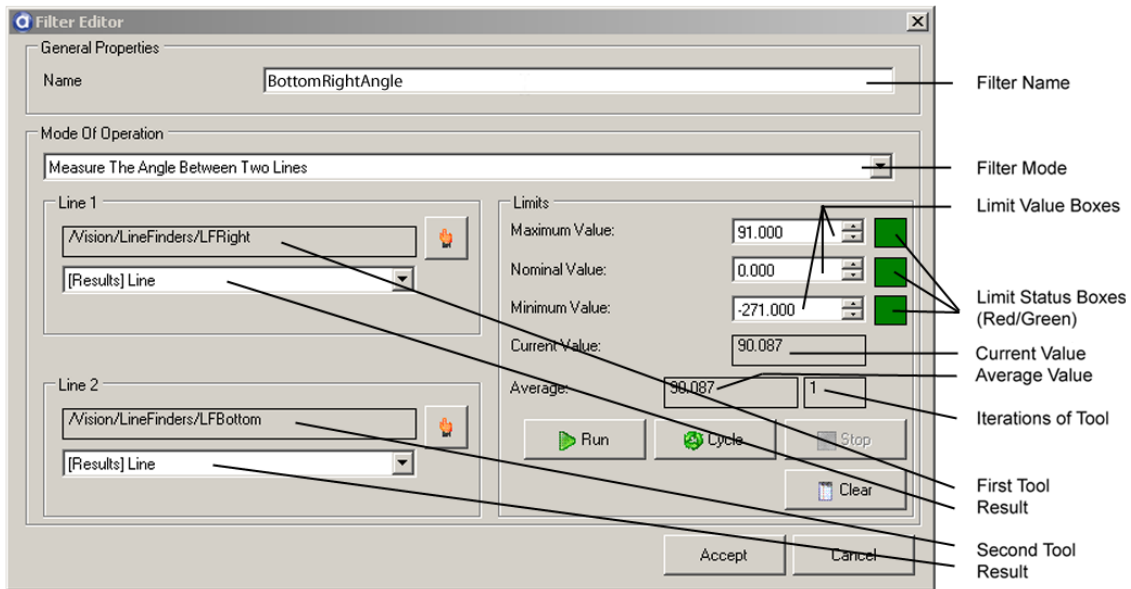 Filter Editor
General Properties
Name
BottomRightAngle
Filter Name
Mode Of Operation
Measure The Angle Between Two Lines
Filter Mode
Line 1
/Vision/LineFinders/LFRight
[Results] Line
Limits
Limit Value Boxes
Maximum Value:
91.000
Nominal Value:
0.000
Minimum Value:
-271.000
Limit Status Boxes
(Red/Green)
Current Value:
90.087
Current Value
Average:
90.087
1
Average Value
Iterations of Tool
Line 2
/Vision/LineFinders/LFBottom
[Results] Line
Run
Cycle
Stop
Clear
First Tool
Result
Second Tool
Result
Accept
Cancel